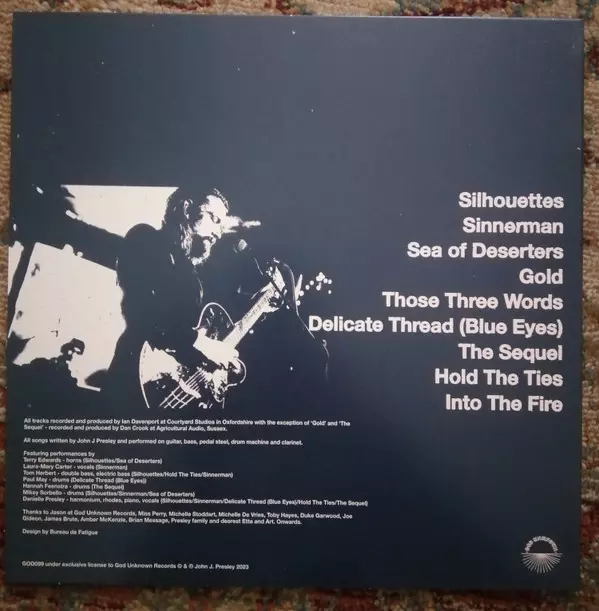 Silhouettes
Sinnerman
Sea of Deserters
Gold
Those Three Words
Delicate Thread (Blue Eyes)
The Sequel
Hold The Ties
Into The Fire
All tracks recorded and produced by Ian Davenport at Courtyard Studios in Oxfordshire with the exception of 'Gold' and 'The
Sequel' - recorded and produced by Dan Crook at Agricultural Audio, Sussex.
All songs written by John J Presley and performed on guitar, bass, pedal steel, drum machine and clarinet.
Featuring performances by
Terry Edwards - horns (Silhouettes/Sea of Deserters)
Laura-Mary Carter - vocals (Sinnerman)
Tom Herbert - double bass, electric bass (Silhouettes/Hold The Ties/Sinnerman)
Paul May - drums (Delicate Thread (Blue Eyes))
Hannah Feenstra - drums (The Sequel)
Mikey Sorbello - drums (Silhouettes/Sinnerman/Sea of Deserters)
Danielle Presley - harmonium, rhodes, piano, vocals (Silhouettes/Sinnerman/Delicate Thread (Blue Eyes)/Hold The Ties/The Sequel)
Thanks to Jason at God Unknown Records, Miss Perry, Michelle Stoddart, Michelle De Vries, Toby Hayes, Duke Garwood, Joe
Gideon, James Brute, Amber McKenzie, Brian Message, Presley family and dearest Etta and Art. Onwards.
Design by Bureau de Fatigue
GOD099 under exclusive license to God Unknown Records © & ℗ John J. Presley 2023
GOD UNKNOWN